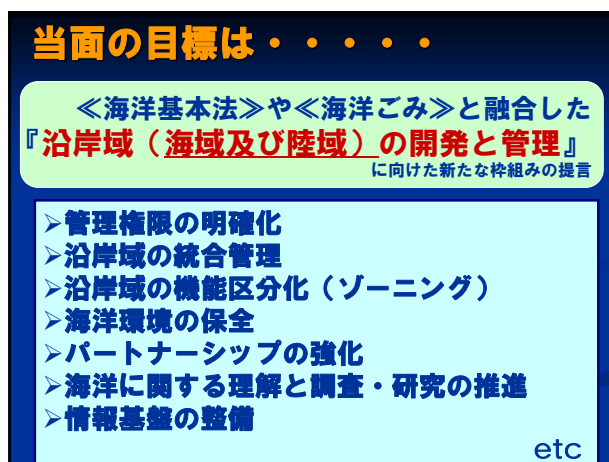 当面の目標は・・・・・
≪海洋基本法≫や≪海洋ごみ≫と融合した
『沿岸域（海域及び陸域）の開発と管理』
に向けた新たな枠組みの提言
➢管理権限の明確化
➢沿岸域の統合管理
➢沿岸域の機能区分化（ゾーニング）
➢海洋環境の保全
➢パートナーシップの強化
➢海洋に関する理解と調査・研究の推進
➢情報基盤の整備
etc